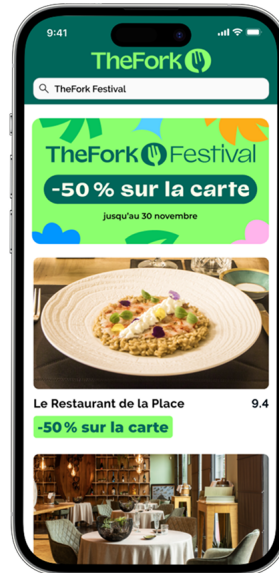 9:41
TheFork
TheFork Festival
TheFork Festival
-50 % sur la carte
jusqu'au 30 novembre
Le Restaurant de la Place 9.4
-50 % sur la carte